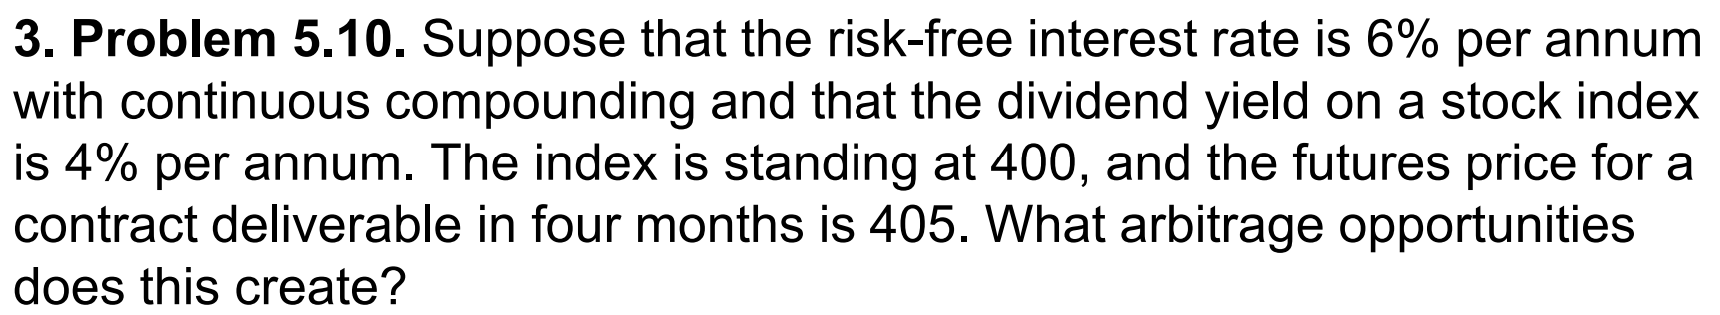 3. Problem 5.10. Suppose that the risk-free interest rate is 6% per annum
with continuous compounding and that the dividend yield on a stock index
is 4% per annum. The index is standing at 400, and the futures price for a
contract deliverable in four months is 405. What arbitrage opportunities
does this create?